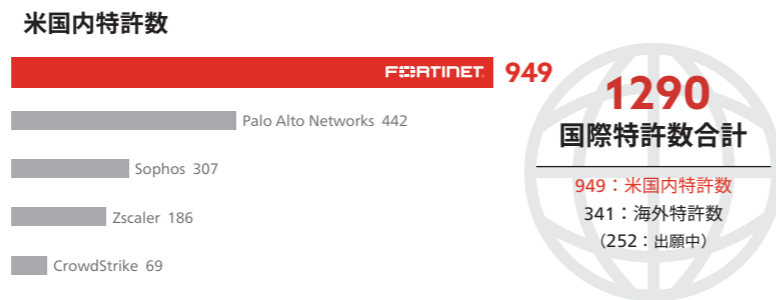 米国内特許数
FORTINET 949
Palo Alto Networks 442
Sophos 307
Zscaler 186
CrowdStrike 69
1290
国際特許数合計
949：米国内特許数
341：海外特許数
（252：出願中）